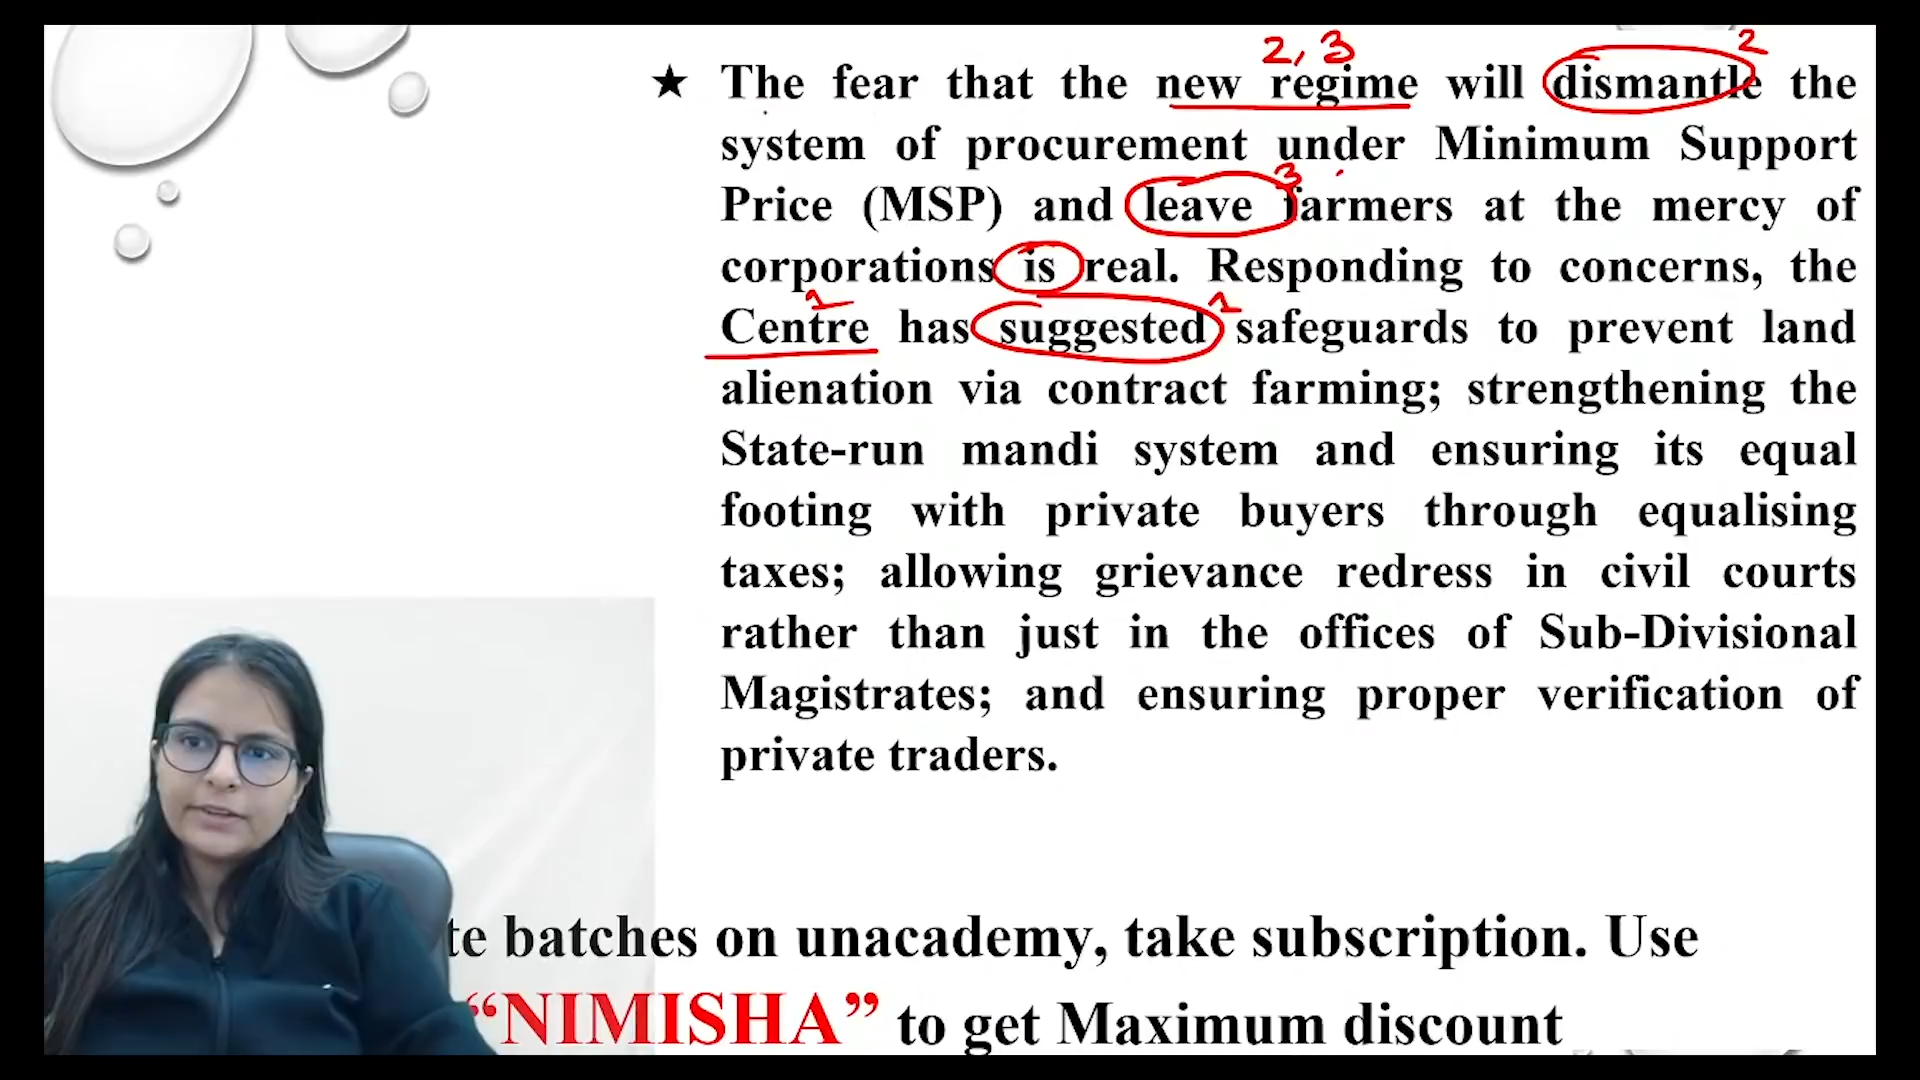 2, 3 2
★ The fear that the new regime will dismantle the
system of procurement under Minimum Support
3
Price (MSP) and leave farmers at the mercy of
corporations is real. Responding to concerns, the
1 1
Centre has suggested safeguards to prevent land
alienation via contract farming; strengthening the
State-run mandi system and ensuring its equal
footing with private buyers through equalising
taxes; allowing grievance redress in civil courts
rather than just in the offices of Sub-Divisional
Magistrates; and ensuring proper verification of
private traders.
te batches on unacademy, take subscription. Use
“NIMISHA” to get Maximum discount